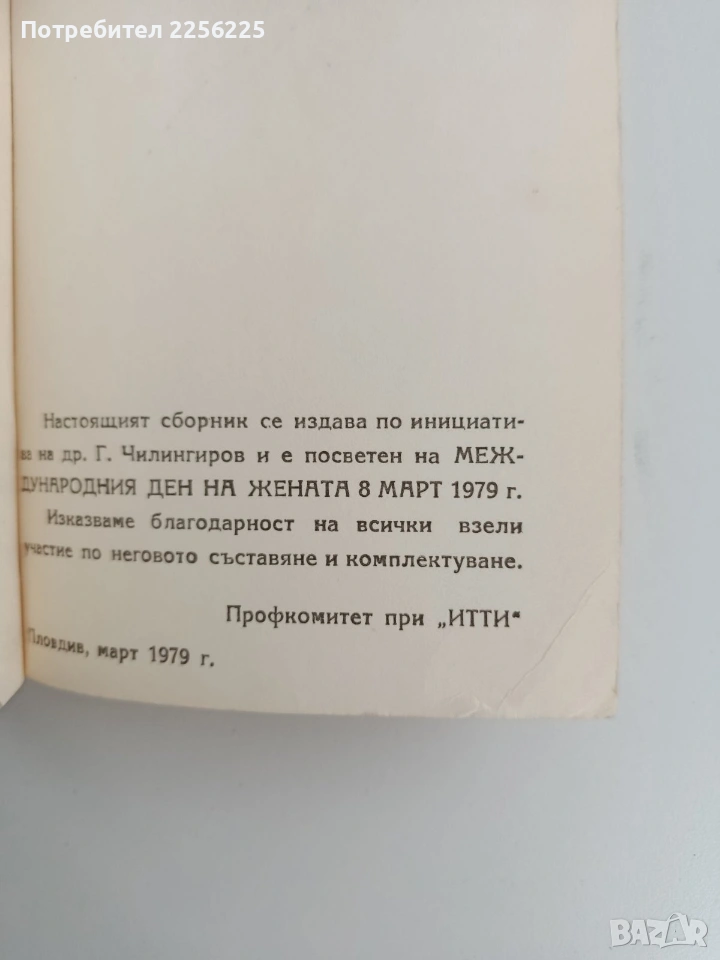 Потребител 2256225
Настоящият сборник се издава по инициати-
ва на др. Г. Чилингиров и е посветен на МЕЖ-
ДУНАРОДНИЯ ДЕН НА ЖЕНАТА 8 МАРТ 1979 г.
Изказваме благодарност на всички взели
участие по неговото съставяне и комплектуване.
Профкомитет при „ИТТИ“
Пловдив, март 1979 г.
BAZAR